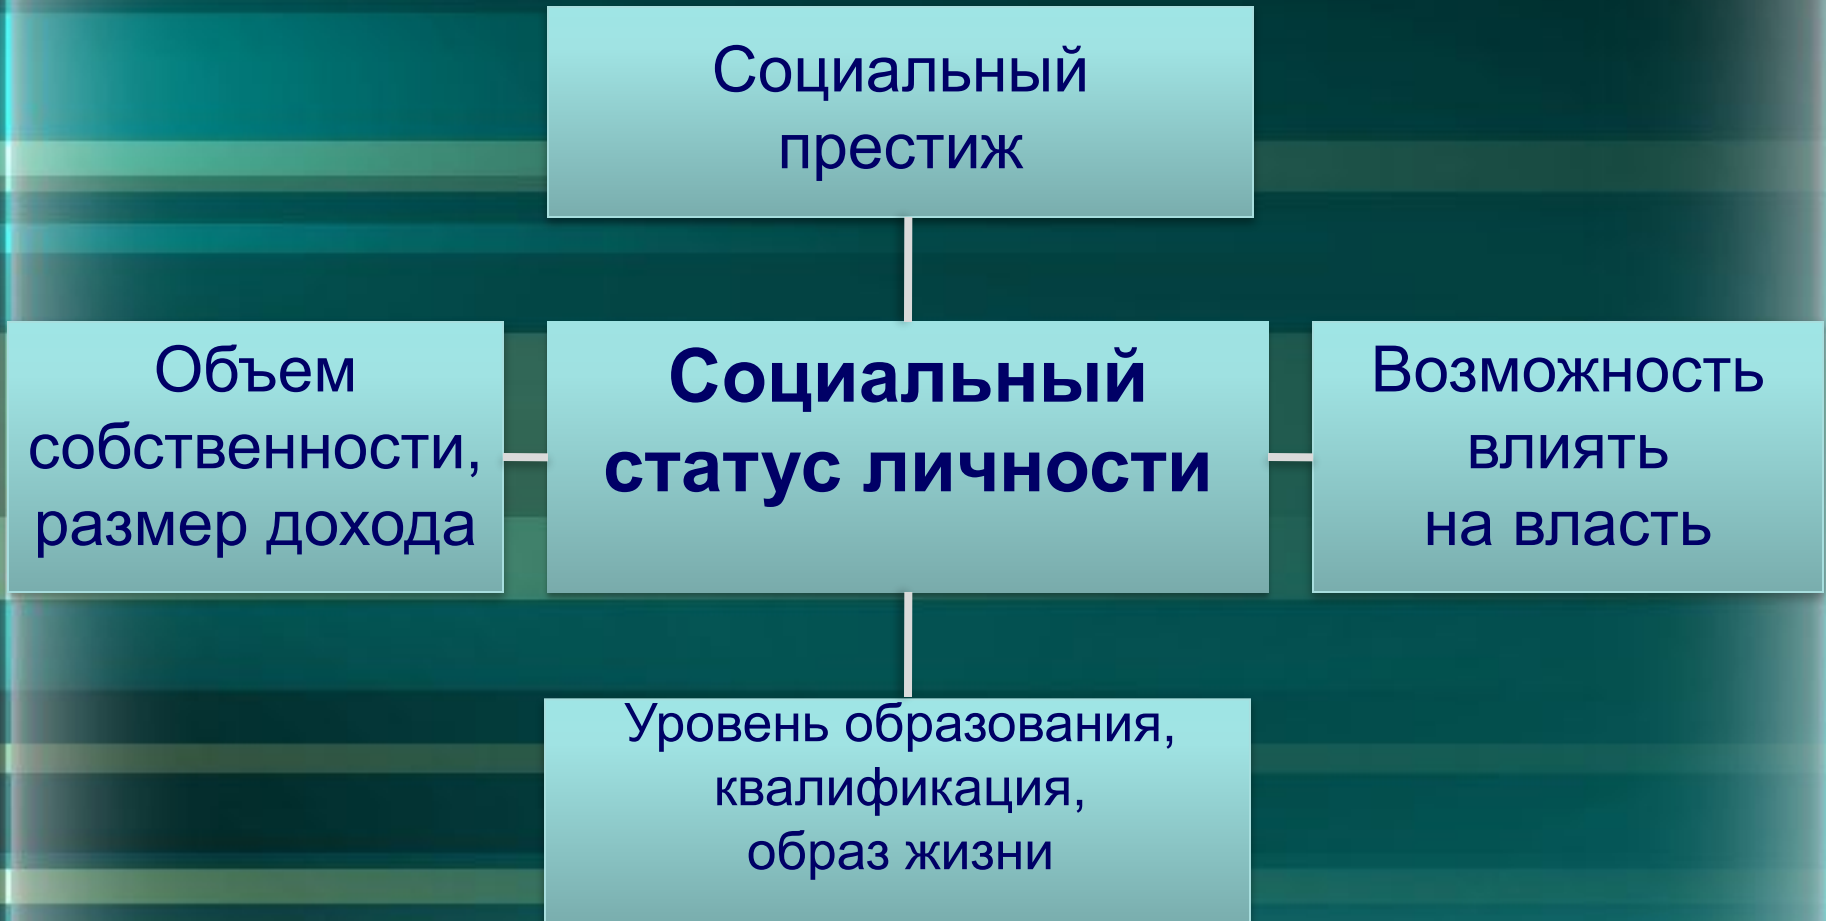 Социальный
престиж
Объем
собственности,
размер дохода
Социальный
статус личности
Возможность
влиять
на власть
Уровень образования,
квалификация,
образ жизни